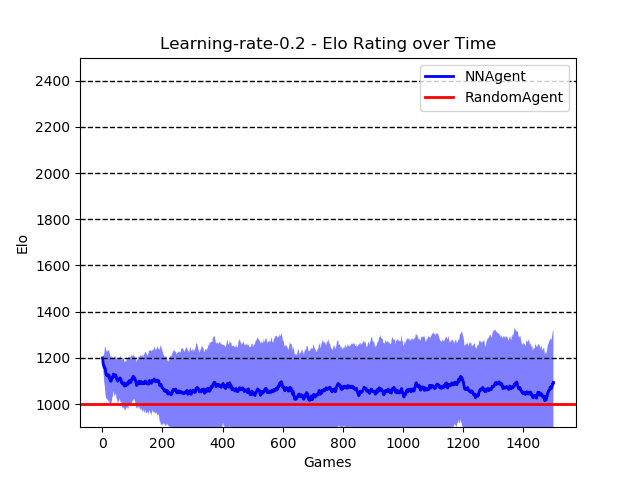 Learning-rate-0.2 - Elo Rating over Time
NNAgent
RandomAgent
2400
2200
2000
1800
1600
1400
1200
1000
Elo
0 200 400 600 800 1000 1200 1400
Games